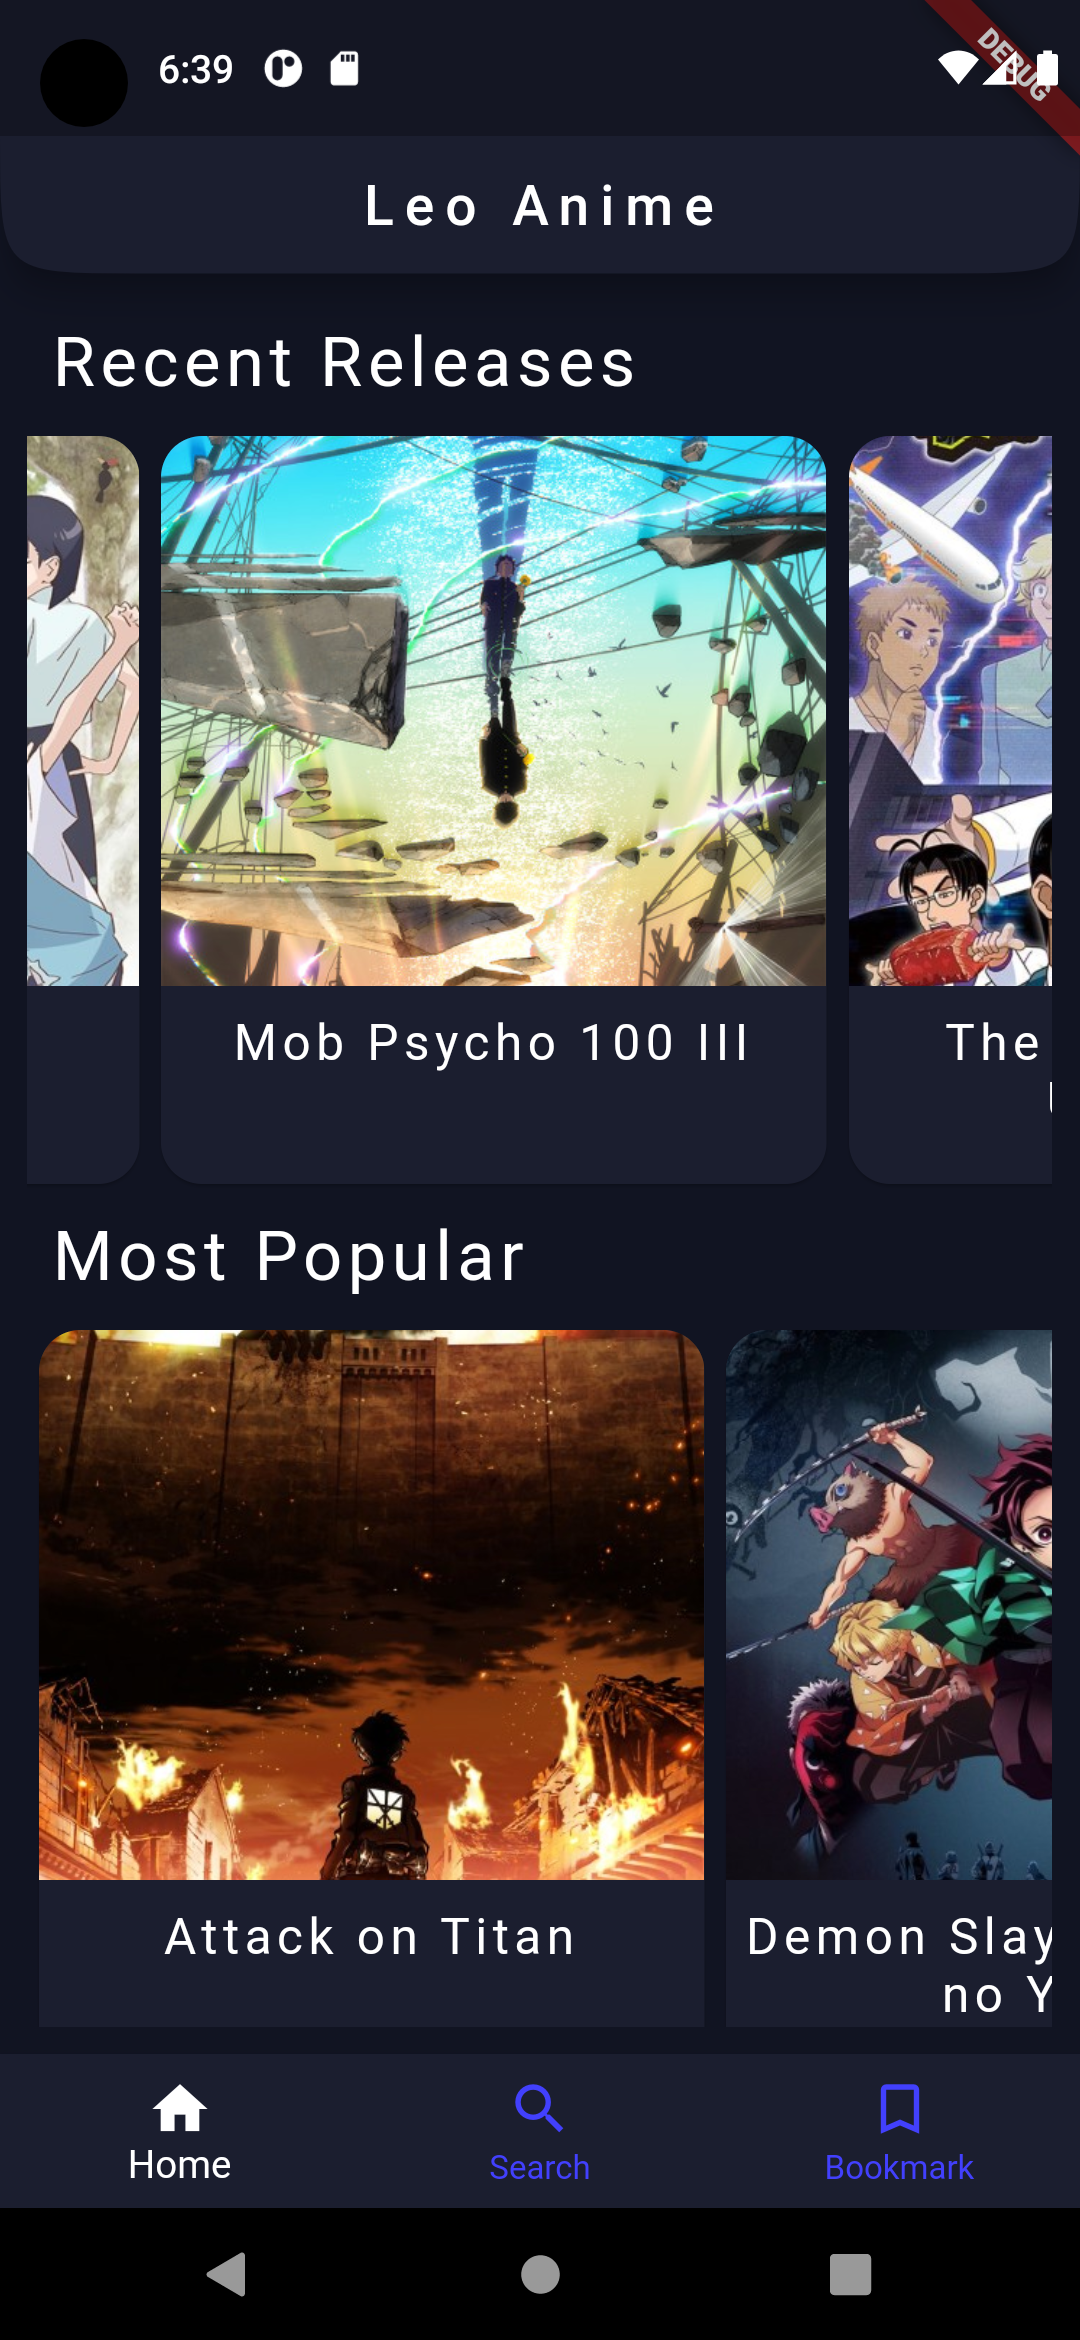 6:39
DEBUG
Leo Anime
Recent Releases
Mob Psycho 100 III
The
Most Popular
Attack on Titan
Demon Slay
no Y
Home
Search
Bookmark